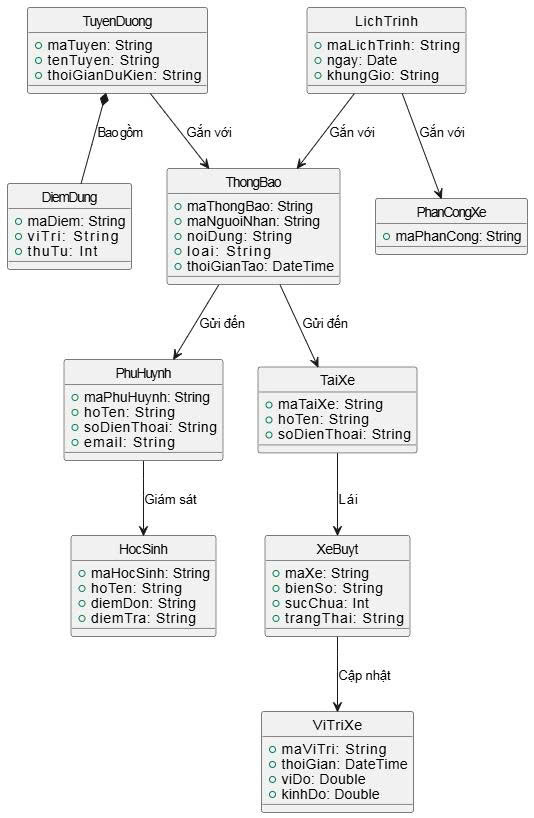 TuyenDuong
maTuyen: String
tenTuyen: String
thoiGianDuKien: String
LichTrinh
maLichTrinh: String
ngay: Date
khungGio: String
Bao gồm
Gắn với
Gắn với
Gắn với
DiemDung
maDiem: String
viTri: String
thuTu: Int
ThongBao
maThongBao: String
maNguoiNhan: String
noiDung: String
loai: String
thoiGianTao: DateTime
PhanCongXe
maPhanCong: String
Gửi đến
Gửi đến
PhuHuynh
maPhuHuynh: String
hoTen: String
soDienThoai: String
email: String
TaiXe
maTaiXe: String
hoTen: String
soDienThoai: String
Giám sát
Lái
HocSinh
maHocSinh: String
hoTen: String
diemDon: String
diemTra: String
XeBuyt
maXe: String
bienSo: String
sucChua: Int
trangThai: String
Cập nhật
ViTriXe
maViTri: String
thoiGian: DateTime
viDo: Double
kinhDo: Double